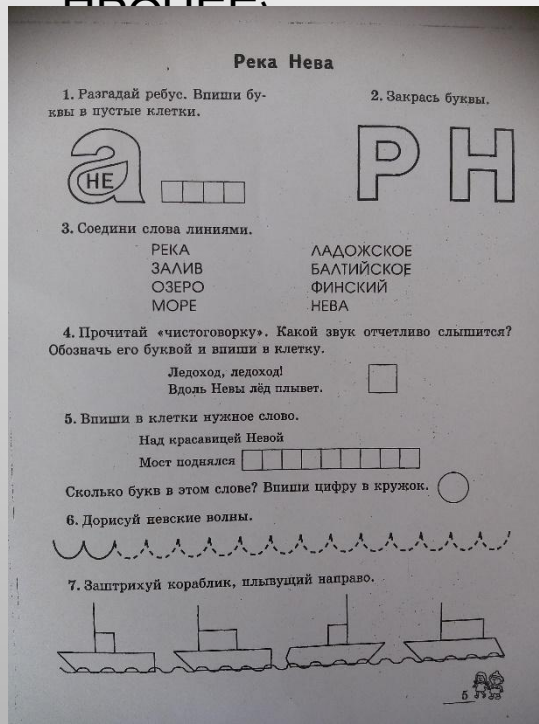 Река Нева
1. Разгадай ребус. Впиши бу-
квы в пустые клетки.
а
НЕ
2. Закрась буквы.
Р Н
3. Соедини слова линиями.
РЕКА ЛАДОЖСКОЕ
ЗАЛИВ БАЛТИЙСКОЕ
ОЗЕРО ФИНСКИЙ
МОРЕ НЕВА
4. Прочитай «чистоговорку». Какой звук отчетливо слышится?
Обозначь его буквой и впиши в клетку.
Ледоход, ледоход!
Вдоль Невы лёд плывет.
5. Впиши в клетки нужное слово.
Над красавицей Невой
Мост поднялся
Сколько букв в этом слове? Впиши цифру в кружок.
6. Дорисуй невские волны.
7. Заштрихуй кораблик, плывущий направо.
5